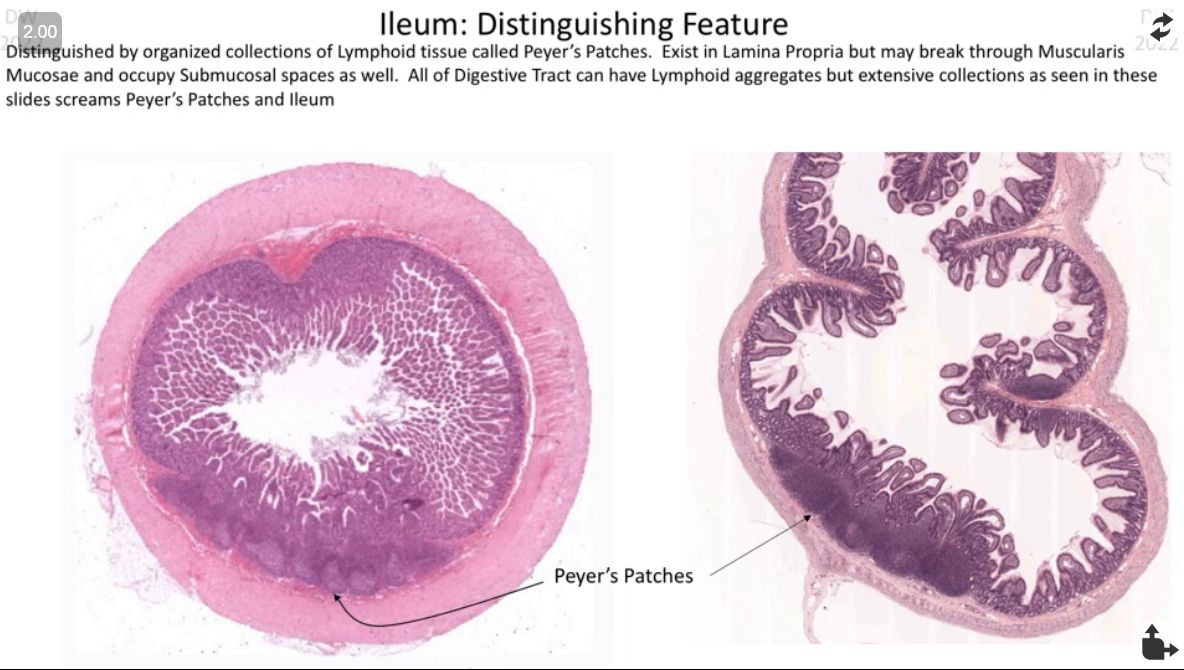 Ileum: Distinguishing Feature
2.00
Distinguished by organized collections of Lymphoid tissue called Peyer's Patches. Exist in Lamina Propria but may break through Muscularis
Mucosae and occupy Submucosal spaces as well. All of Digestive Tract can have Lymphoid aggregates but extensive collections as seen in these
slides screams Peyer's Patches and Ileum
Peyer's Patches
DW
2022